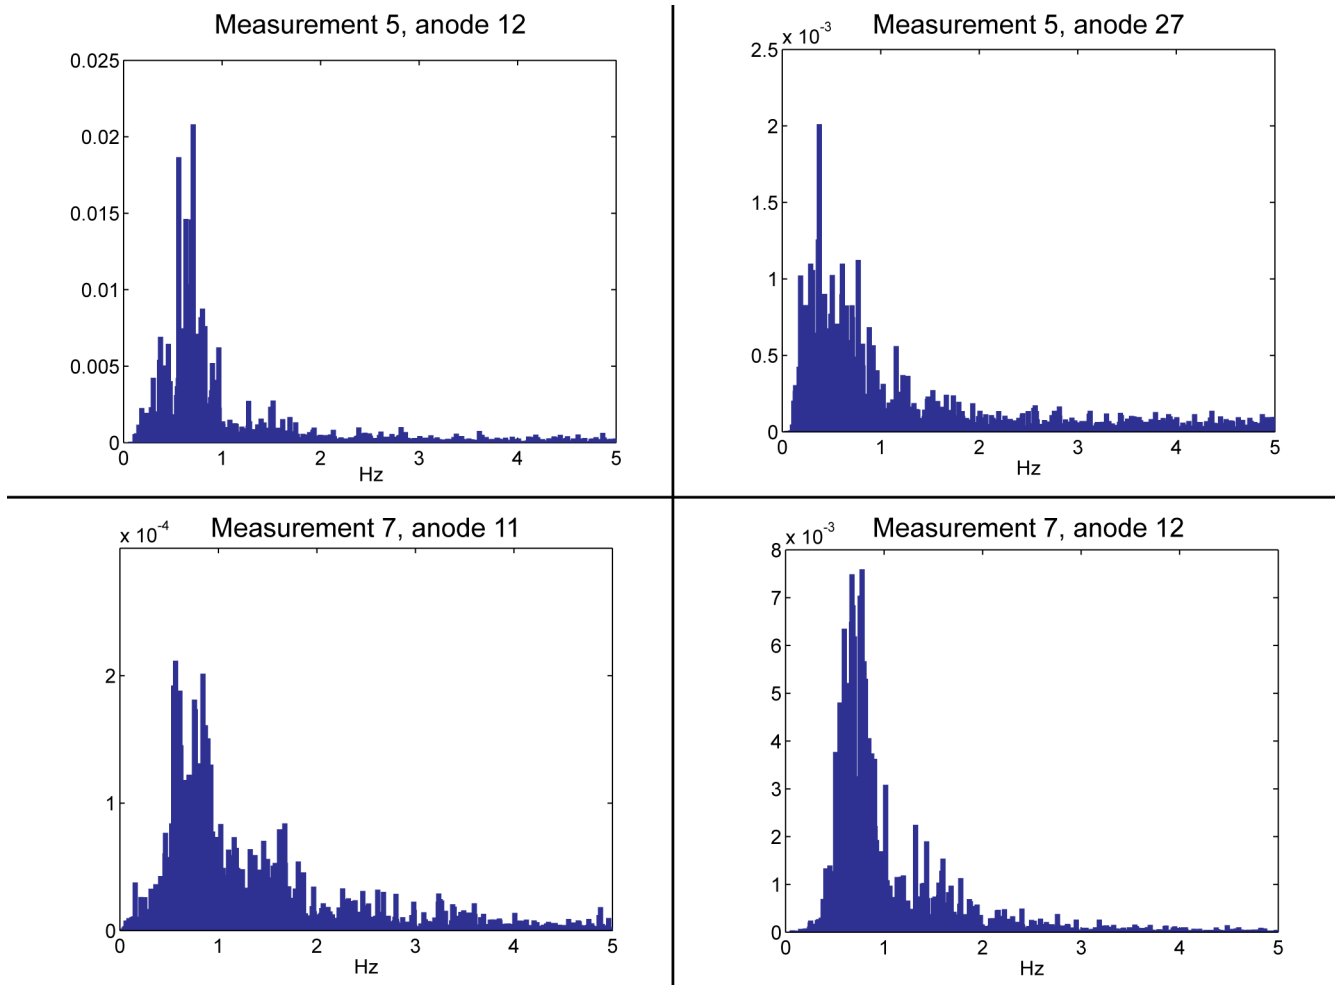 Measurement 5, anode 12
0.025
0.02
0.015
0.01
0.005
0
0 1 2 3 4 5
Hz
Measurement 5, anode 27
x 10-3
2.5
2
1.5
1
0.5
0
0 1 2 3 4 5
Hz
Measurement 7, anode 11
x 10-4
2
1
0
0 1 2 3 4 5
Hz
Measurement 7, anode 12
x 10-3
8
7
6
5
4
3
2
1
0
0 1 2 3 4 5
Hz